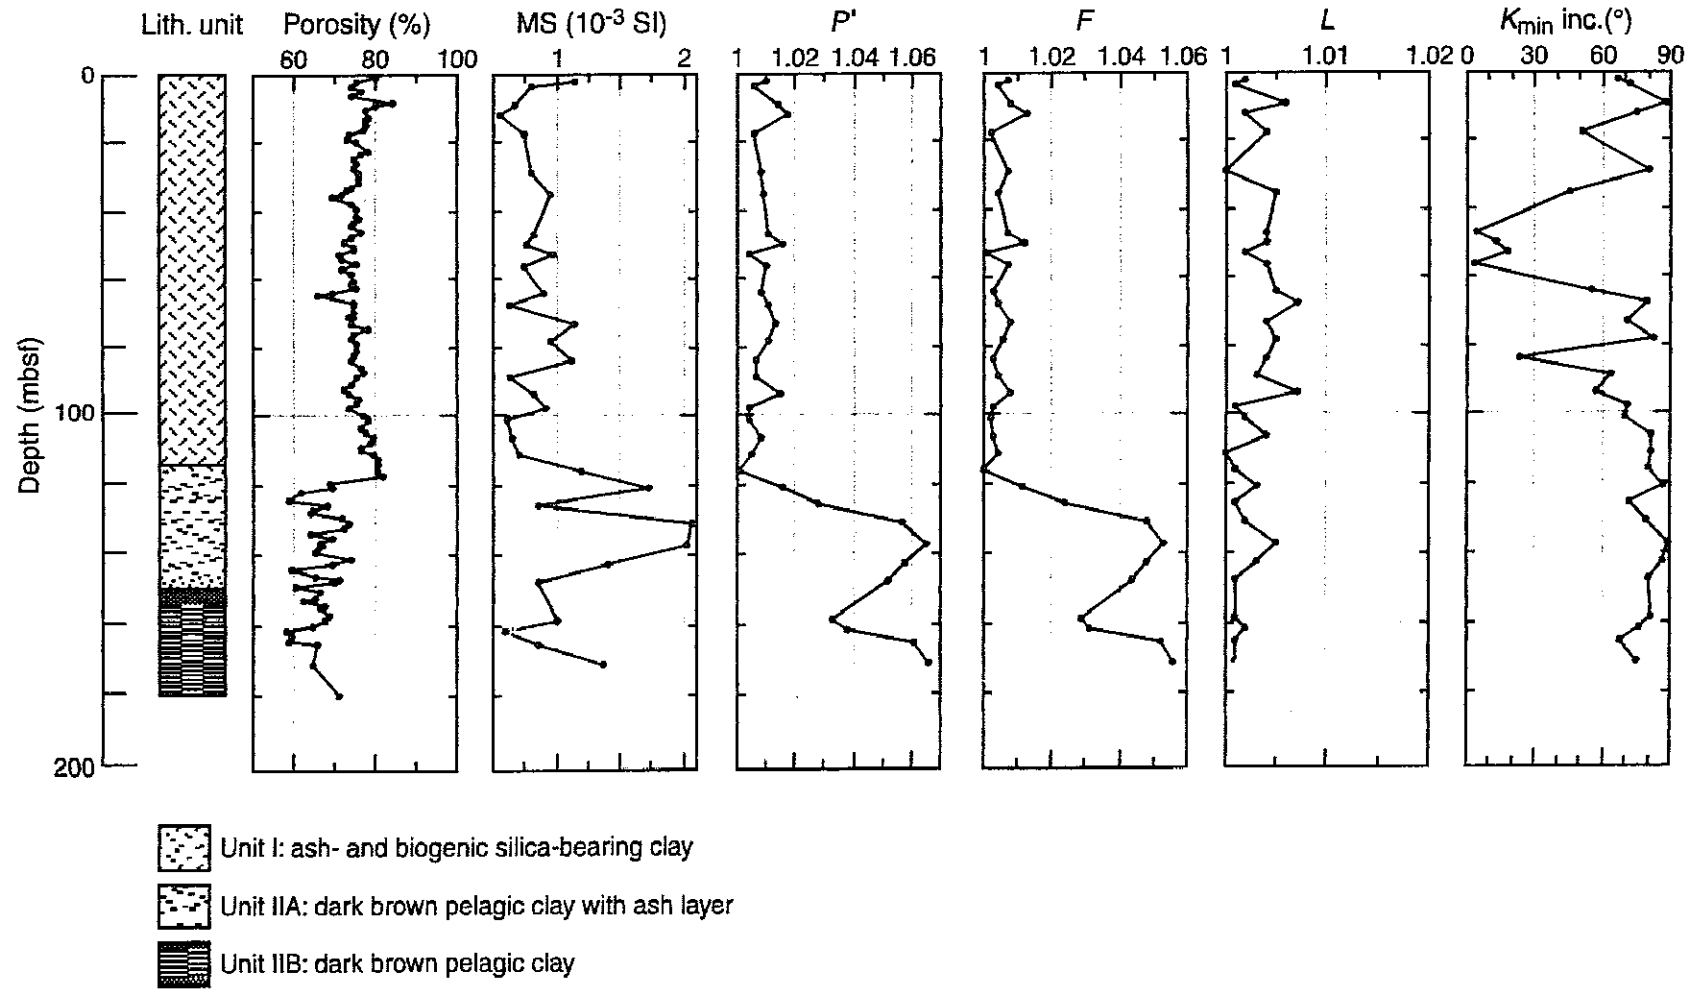 Lith. unit Porosity (%) MS (10-3 SI) P' F L Kmin inc.(°)
60 80 100 1 2 1 1.02 1.04 1.06 1 1.02 1.04 1.06 1 1.01 1.02 0 30 60 90
0
100
200
Depth (mbsf)
Unit I: ash- and biogenic silica-bearing clay
Unit IIA: dark brown pelagic clay with ash layer
Unit IIB: dark brown pelagic clay